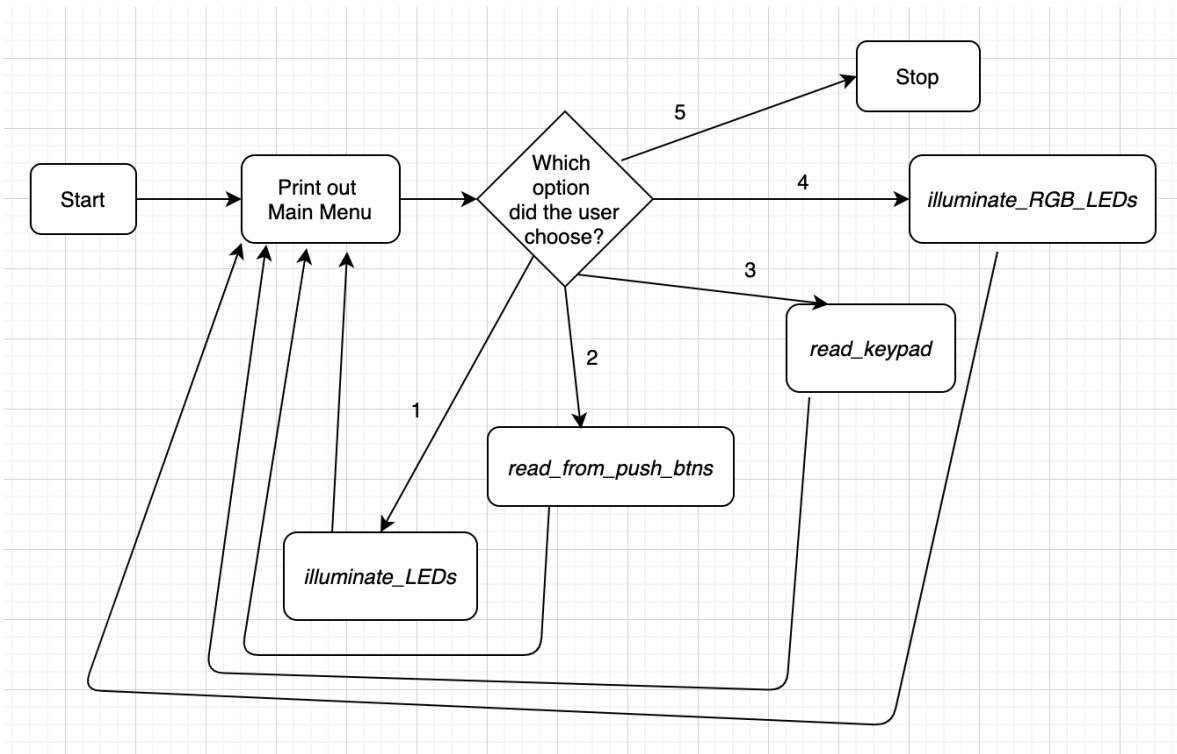 Start
Print out
Main Menu
Which
option
did the user
choose?
5
Stop
4
illuminate_RGB_LEDs
3
read_keypad
2
read_from_push_btns
1
illuminate_LEDs